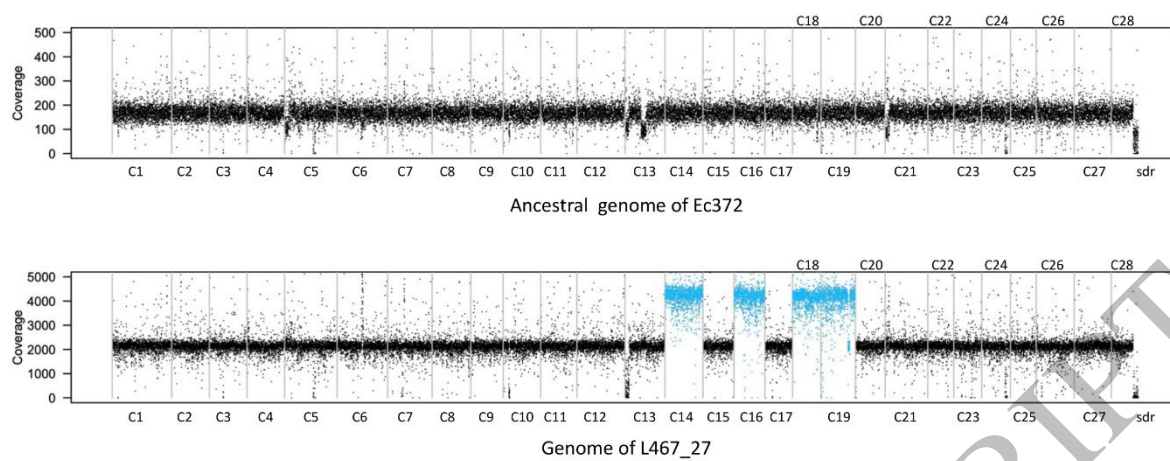 C18 C20 C22 C24 C26 C28
500
400
300
200
100
0
Coverage
C1 C2 C3 C4 C5 C6 C7 C8 C9 C10 C11 C12 C13 C14 C15 C16 C17 C19 C21 C23 C25 C27 sdr
Ancestral genome of Ec372
C18 C20 C22 C24 C26 C28
5000
4000
3000
2000
1000
0
Coverage
C1 C2 C3 C4 C5 C6 C7 C8 C9 C10 C11 C12 C13 C14 C15 C16 C17 C19 C21 C23 C25 C27 sdr
Genome of L467_27
RIPT